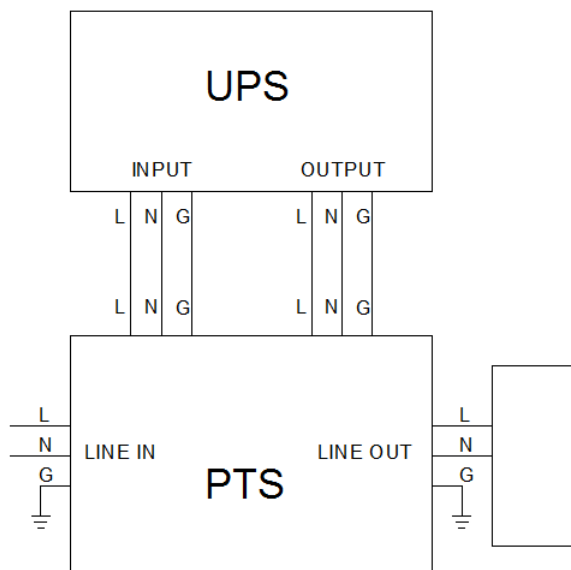 UPS
INPUT OUTPUT
L N G L N G
L N G L N G
L L
N LINE IN LINE OUT N
G PTS G